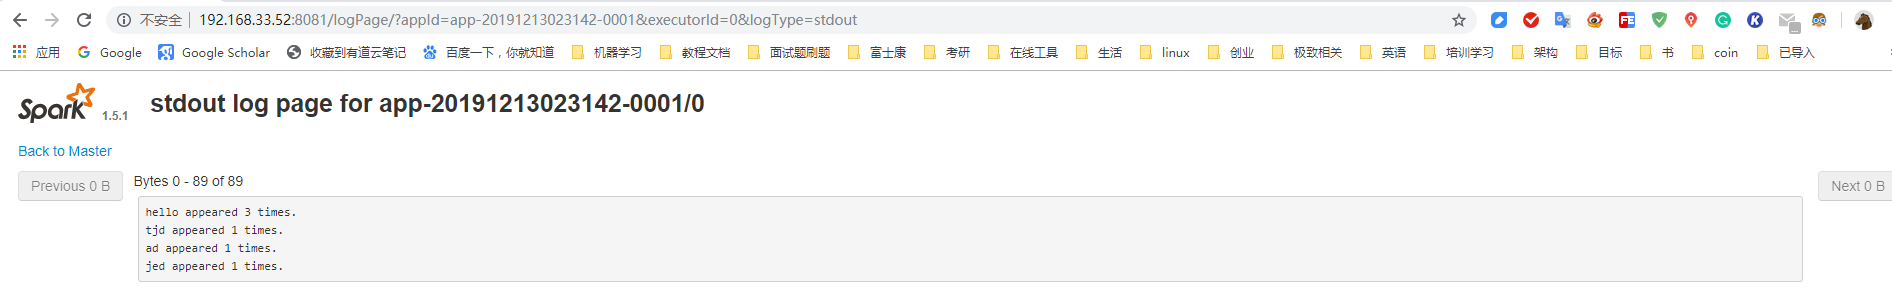 不安全 192.168.33.52:8081/logPage/?appId=app-20191213023142-0001&executorId=0&logType=stdout
应用 Google Google Scholar 收藏到有道云笔记 百度一下，你就知道 机器学习 教程文档 面试题刷题 富士康 考研 在线工具 生活 linux 创业 极致相关 英语 培训学习 架构 目标 书 coin 已导入
Spark 1.5.1 stdout log page for app-20191213023142-0001/0
Back to Master
Previous 0 B Bytes 0 - 89 of 89 Next 0 B
hello appeared 3 times.
tjd appeared 1 times.
ad appeared 1 times.
jed appeared 1 times.